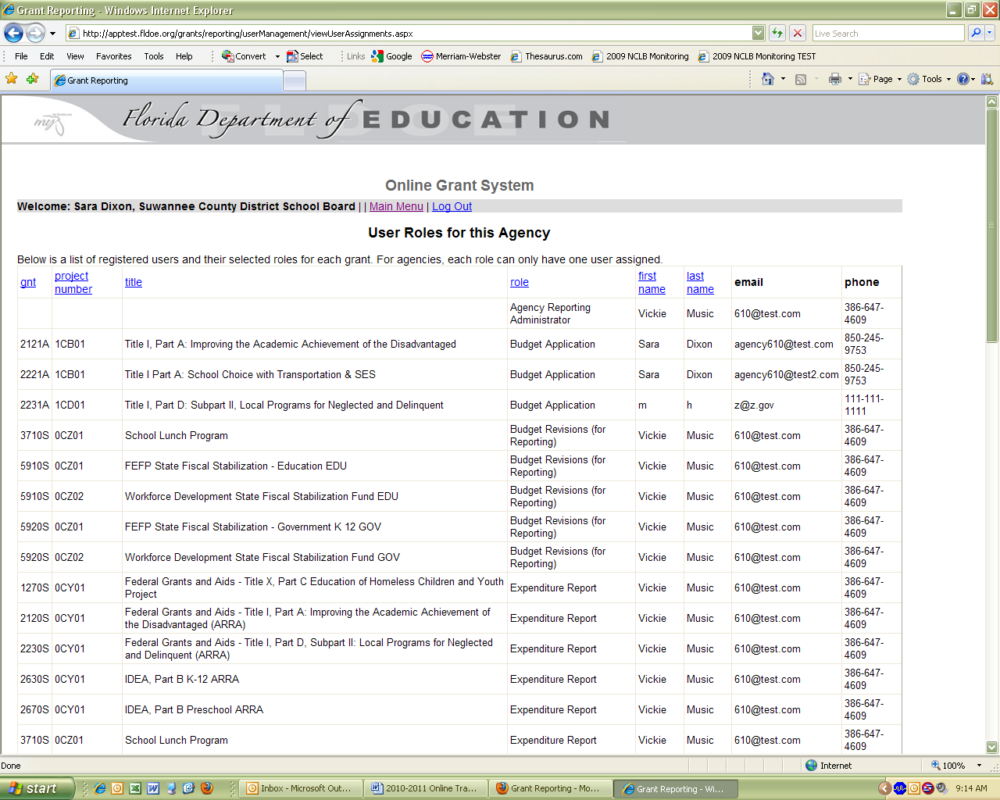 Grant Reporting - Windows Internet Explorer
http://apptest.fldoe.org/grants/reporting/userManagement/viewUserAssignments.aspx
Live Search
File Edit View Favorites Tools Help Convert Select Links Google Merriam-Webster Thesaurus.com 2009 NCLB Monitoring 2009 NCLB Monitoring TEST
Grant Reporting Page Tools
Florida Department of EDUCATION
Online Grant System
Welcome: Sara Dixon, Suwannee County District School Board | | Main Menu | Log Out
User Roles for this Agency
Below is a list of registered users and their selected roles for each grant. For agencies, each role can only have one user assigned.
gnt project number title role first name last name email phone
Agency Reporting Administrator Vickie Music 610@test.com 386-647-4609
2121A 1CB01 Title I, Part A: Improving the Academic Achievement of the Disadvantaged Budget Application Sara Dixon agency610@test.com 850-245-9753
2221A 1CB01 Title I Part A: School Choice with Transportation & SES Budget Application Sara Dixon agency610@test2.com 850-245-9753
2231A 1CD01 Title I, Part D: Subpart II, Local Programs for Neglected and Delinquent Budget Application m h z@z.gov 111-111-1111
3710S 0CZ01 School Lunch Program Budget Revisions (for Reporting) Vickie Music 610@test.com 386-647-4609
5910S 0CZ01 FEFP State Fiscal Stabilization - Education EDU Budget Revisions (for Reporting) Vickie Music 610@test.com 386-647-4609
5910S 0CZ02 Workforce Development State Fiscal Stabilization Fund EDU Budget Revisions (for Reporting) Vickie Music 610@test.com 386-647-4609
5920S 0CZ01 FEFP State Fiscal Stabilization - Government K 12 GOV Budget Revisions (for Reporting) Vickie Music 610@test.com 386-647-4609
5920S 0CZ02 Workforce Development State Fiscal Stabilization Fund GOV Budget Revisions (for Reporting) Vickie Music 610@test.com 386-647-4609
1270S 0CY01 Federal Grants and Aids - Title X, Part C Education of Homeless Children and Youth Project Expenditure Report Vickie Music 610@test.com 386-647-4609
2120S 0CY01 Federal Grants and Aids - Title I, Part A: Improving the Academic Achievement of the Disadvantaged (ARRA) Expenditure Report Vickie Music 610@test.com 386-647-4609
2230S 0CY01 Federal Grants and Aids - Title I, Part D, Subpart II: Local Programs for Neglected and Delinquent (ARRA) Expenditure Report Vickie Music 610@test.com 386-647-4609
2630S 0CY01 IDEA, Part B K-12 ARRA Expenditure Report Vickie Music 610@test.com 386-647-4609
2670S 0CY01 IDEA, Part B Preschool ARRA Expenditure Report Vickie Music 610@test.com 386-647-4609
3710S 0CZ01 School Lunch Program Expenditure Report Vickie Music 610@test.com 386-647-4609
Done Internet 100%
start Inbox - Microsoft Out... 2010-2011 Online Tra... Grant Reporting - Mo... Grant Reporting - Wi... 9:14 AM